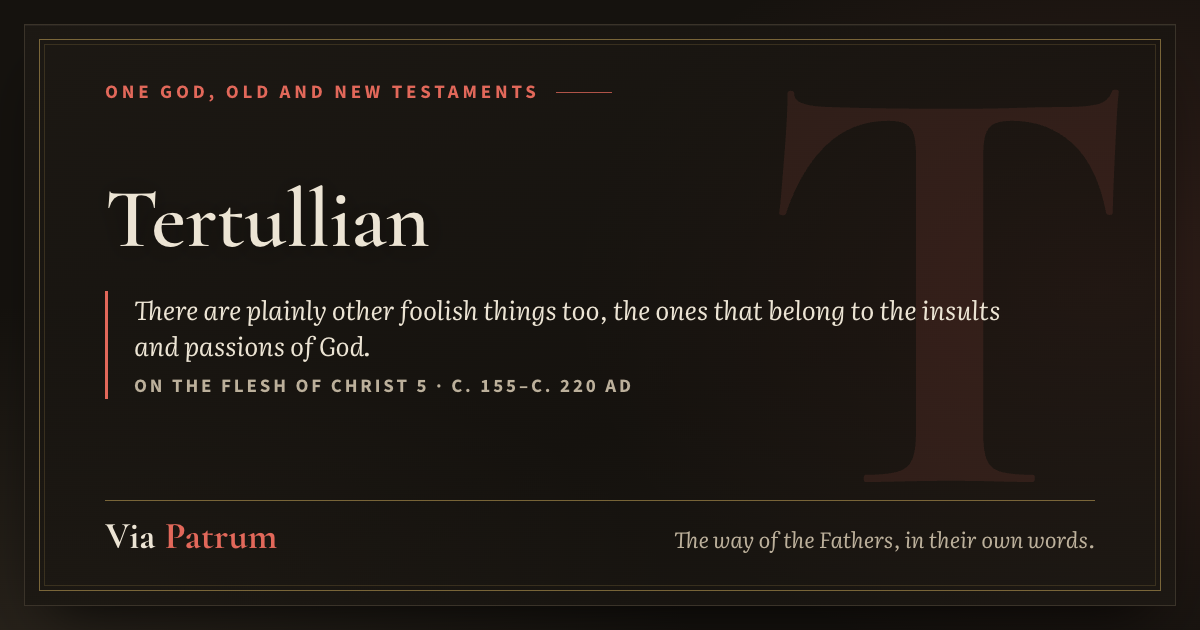 ONE GOD, OLD AND NEW TESTAMENTS
T
Tertullian
There are plainly other foolish things too, the ones that belong to the insults
and passions of God.
ON THE FLESH OF CHRIST 5 · C. 155–C. 220 AD
Via Patrum
The way of the Fathers, in their own words.